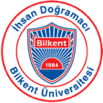 İhsan Doğramacı
Bilkent
1984
Bilkent Üniversitesi